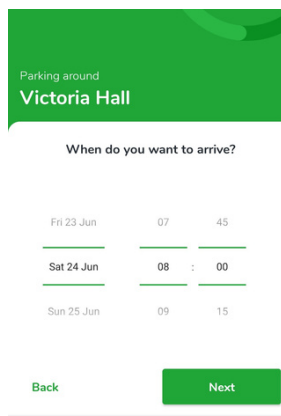 Parking around
Victoria Hall
When do you want to arrive?
Fri 23 Jun 07 45
Sat 24 Jun 08 : 00
Sun 25 Jun 09 15
Back Next